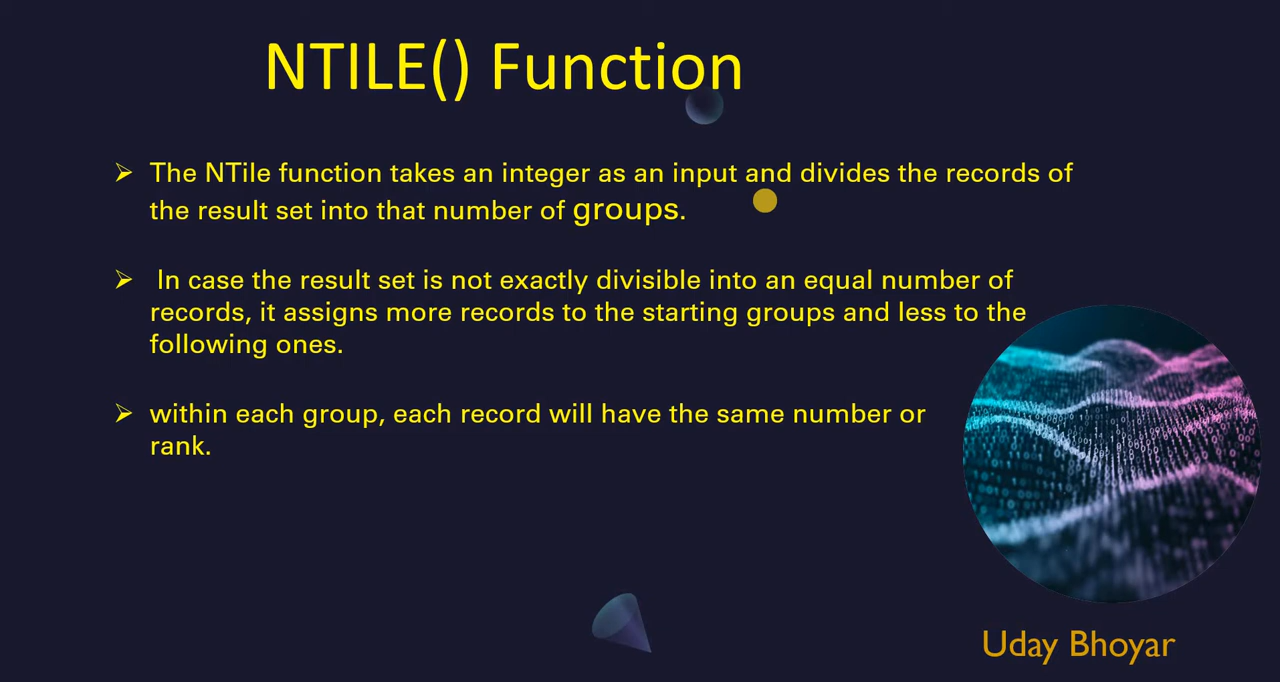 NTILE() Function
➢ The NTile function takes an integer as an input and divides the records of
the result set into that number of groups.
➢ In case the result set is not exactly divisible into an equal number of
records, it assigns more records to the starting groups and less to the
following ones.
➢ within each group, each record will have the same number or
rank.
Uday Bhoyar